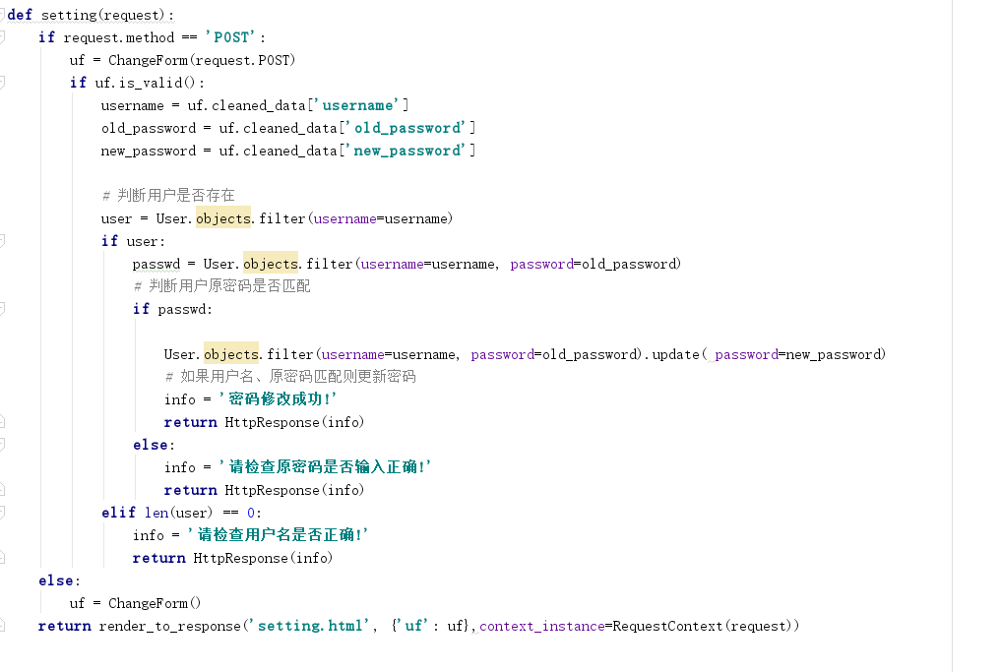 def setting(request):
    if request.method == 'POST':
        uf = ChangeForm(request.POST)
        if uf.is_valid():
            username = uf.cleaned_data['username']
            old_password = uf.cleaned_data['old_password']
            new_password = uf.cleaned_data['new_password']

            # 判断用户是否存在
            user = User.objects.filter(username=username)
            if user:
                passwd = User.objects.filter(username=username, password=old_password)
                # 判断用户原密码是否匹配
                if passwd:

                    User.objects.filter(username=username, password=old_password).update( password=new_password)
                    # 如果用户名、原密码匹配则更新密码
                    info = '密码修改成功!'
                    return HttpResponse(info)
                else:
                    info = '请检查原密码是否输入正确!'
                    return HttpResponse(info)
            elif len(user) == 0:
                info = '请检查用户名是否正确!'
                return HttpResponse(info)
    else:
        uf = ChangeForm()
    return render_to_response('setting.html', {'uf': uf},context_instance=RequestContext(request))